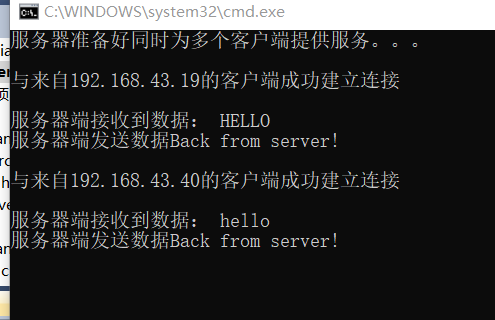 C:\WINDOWS\system32\cmd.exe
服务器准备好同时为多个客户端提供服务。。。
与来自192.168.43.19的客户端成功建立连接
服务器端接收到数据： HELLO
服务器端发送数据Back from server!
与来自192.168.43.40的客户端成功建立连接
服务器端接收到数据： hello
服务器端发送数据Back from server!